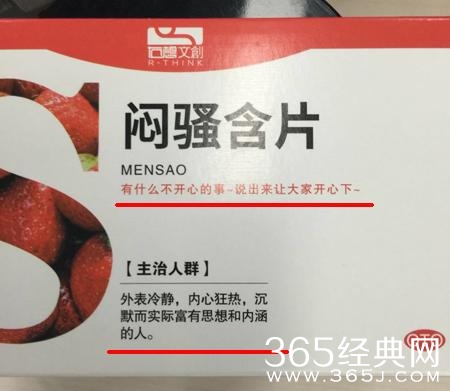 石想文创
R-THINK
闷骚含片
MENSAO
有什么不开心的事~说出来让大家开心下~
【主治人群】
外表冷静，内心狂热，沉
默而实际富有思想和内涵
的人。
OTC
365经典网
www.365j.com